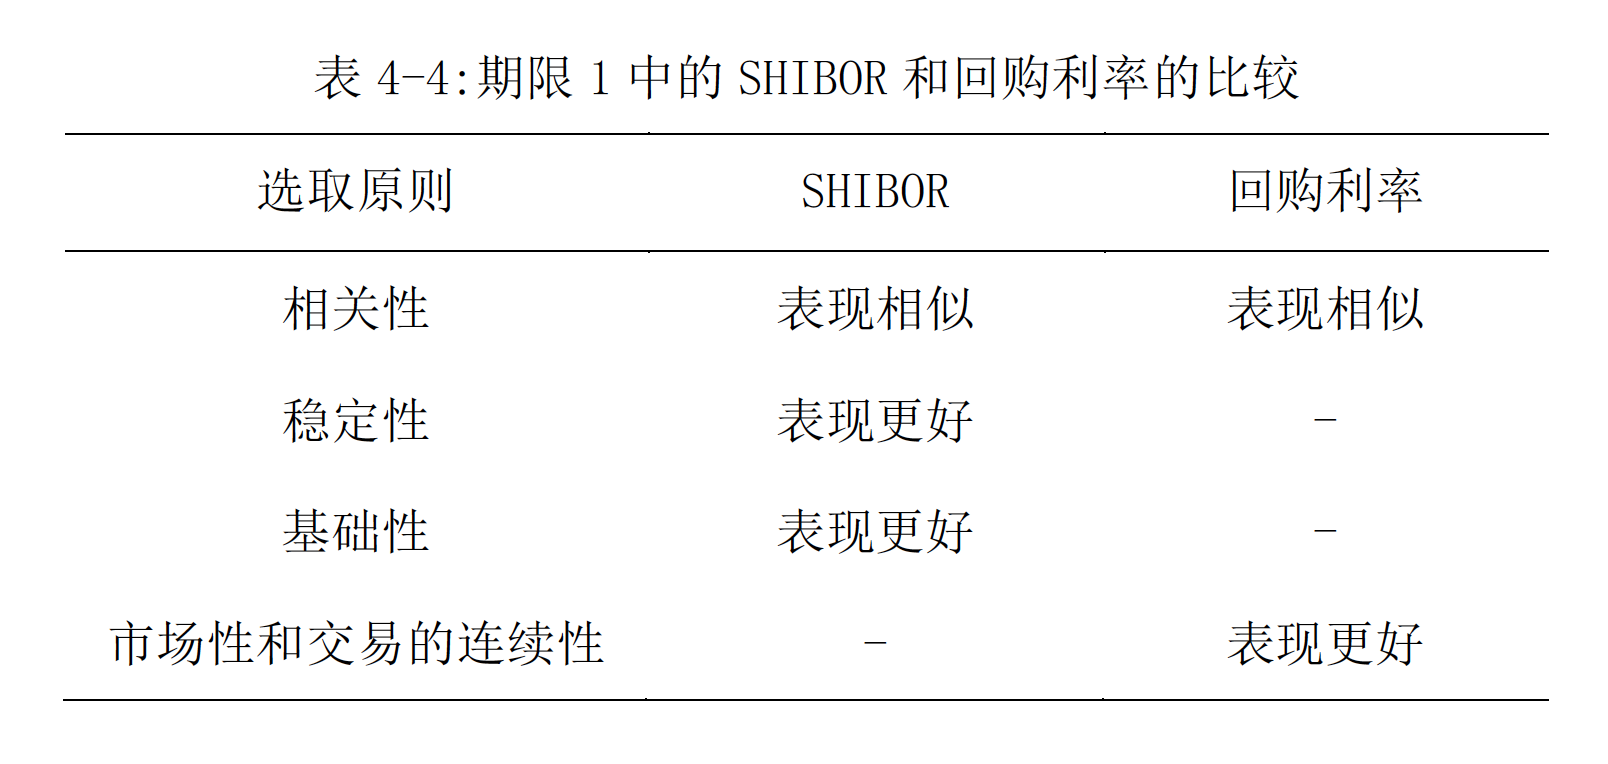 表 4-4:期限 1 中的 SHIBOR 和回购利率的比较
选取原则 SHIBOR 回购利率
相关性 表现相似 表现相似
稳定性 表现更好 -
基础性 表现更好 -
市场性和交易的连续性 - 表现更好